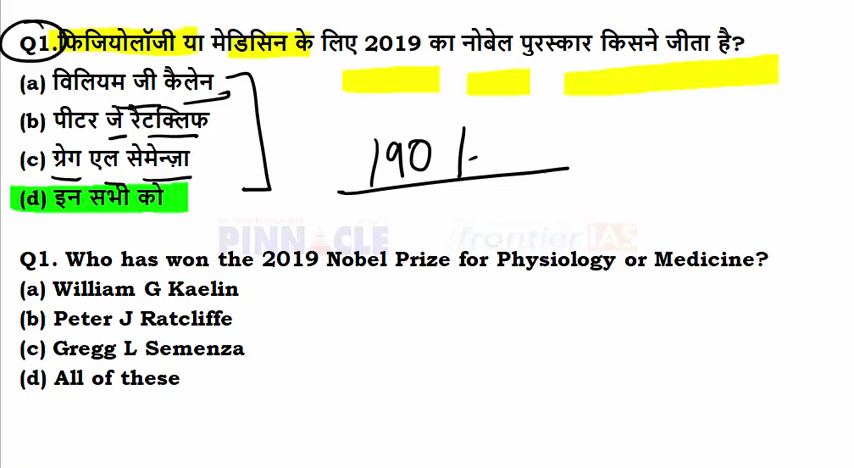 Q1.फिजियोलॉजी या मेडिसिन के लिए 2019 का नोबेल पुरस्कार किसने जीता है?
(a) विलियम जी कैलेन
(b) पीटर जे रैटक्लिफ
(c) ग्रेग एल सेमेन्ज़ा
1901.
(d) इन सभी को
PINNACLE frontier IAS
Q1. Who has won the 2019 Nobel Prize for Physiology or Medicine?
(a) William G Kaelin
(b) Peter J Ratcliffe
(c) Gregg L Semenza
(d) All of these